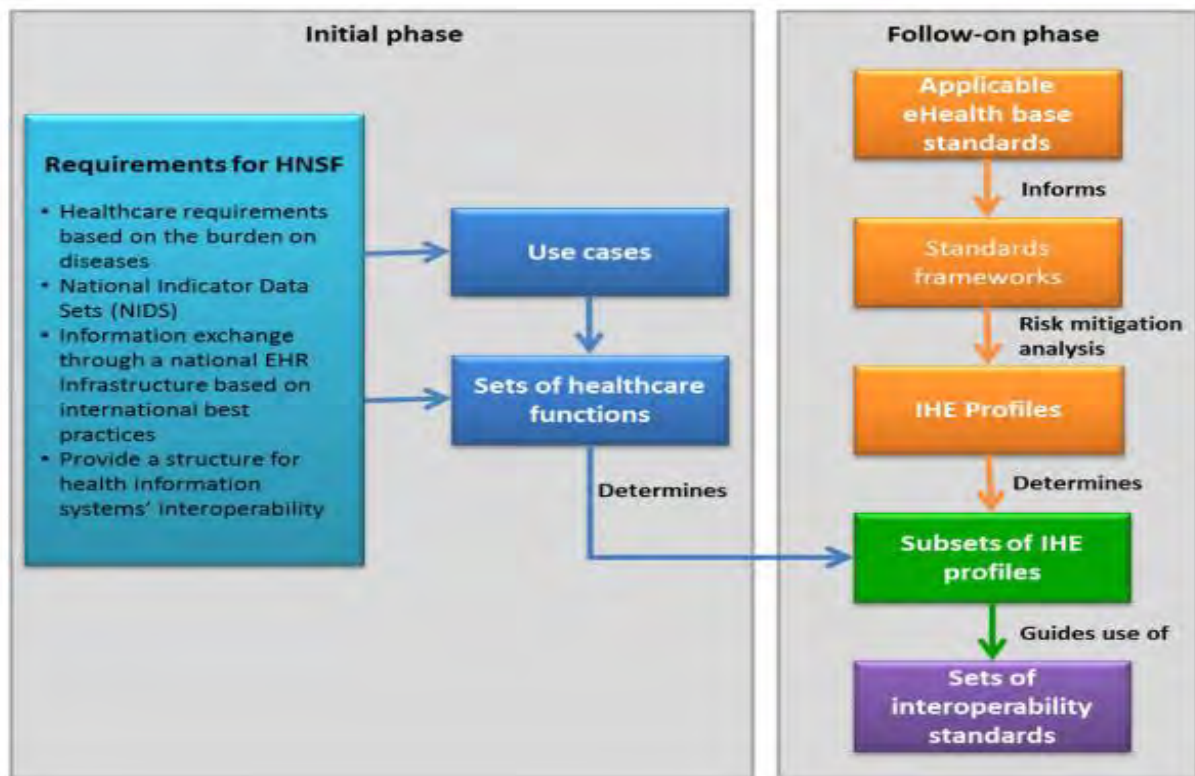 Initial phase
Requirements for HNSF
• Healthcare requirements
based on the burden on
diseases
• National Indicator Data
Sets (NIDS)
• Information exchange
through a national EHR
Infrastructure based on
international best
practices
• Provide a structure for
health information
systems' interoperability
Use cases
Sets of healthcare
functions
Determines
Follow-on phase
Applicable
eHealth base
standards
Informs
Standards
frameworks
Risk mitigation
analysis
IHE Profiles
Determines
Subsets of IHE
profiles
Guides use of
Sets of
interoperability
standards